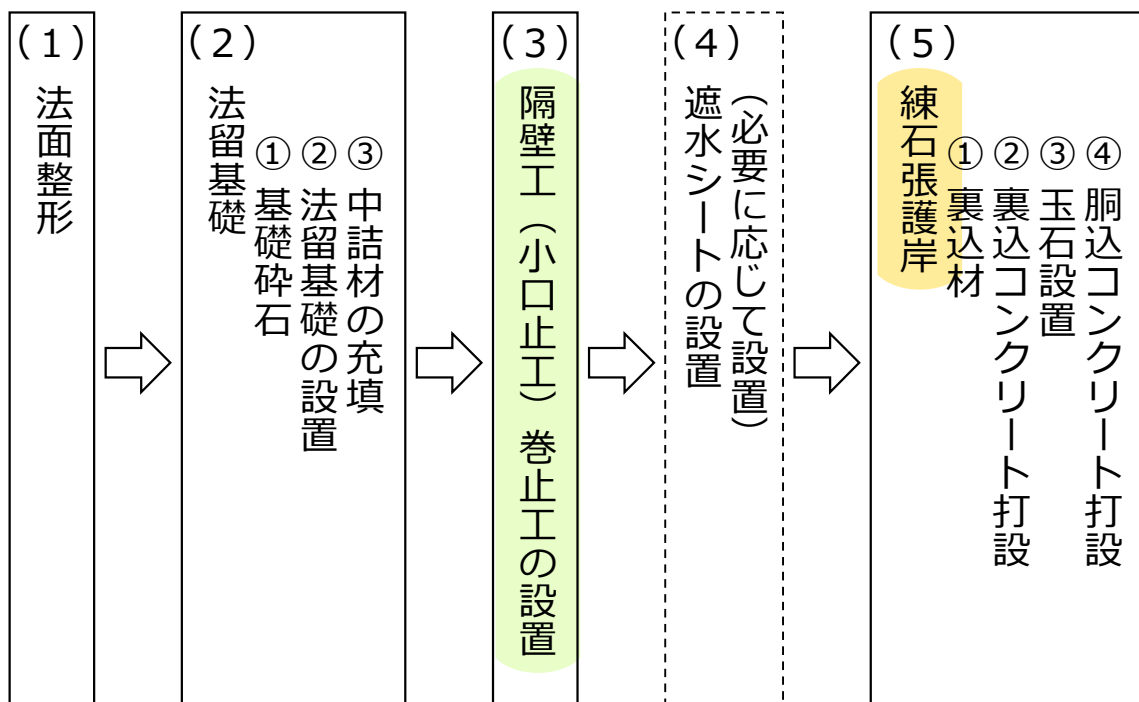 (1)
法面整形
(2)
法留基礎
① 基礎砕石
② 法留基礎の設置
③ 中詰材の充填
(3)
隔壁工(小口止工)巻止工の設置
(4)
遮水シートの設置
(必要に応じて設置)
(5)
練石張護岸
① 裏込材
② 裏込コンクリート打設
③ 玉石設置
④ 胴込コンクリート打設